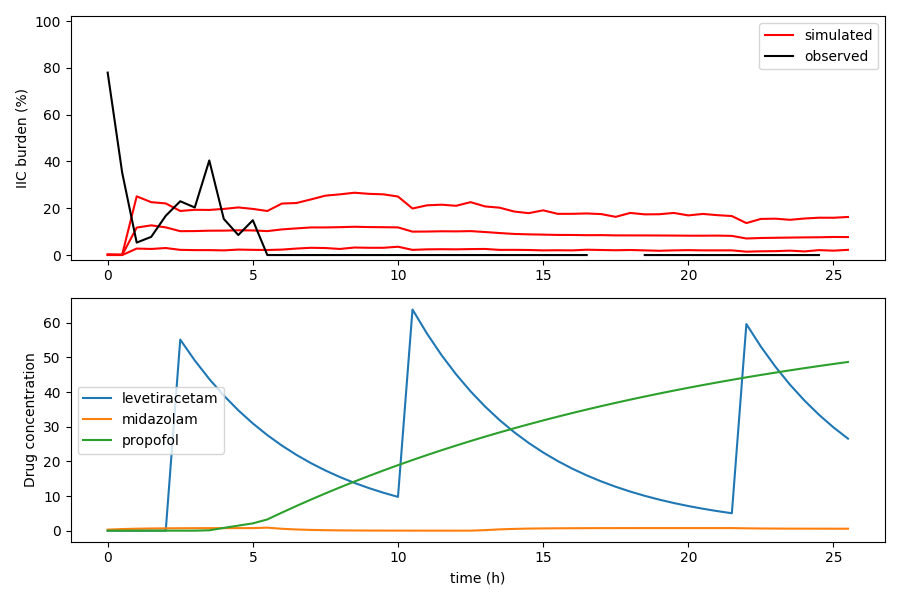 100
80
60
40
20
0
IIC burden (%)
simulated
observed
0 5 10 15 20 25
60
50
40
30
20
10
0
Drug concentration
levetiracetam
midazolam
propofol
0 5 10 15 20 25
time (h)